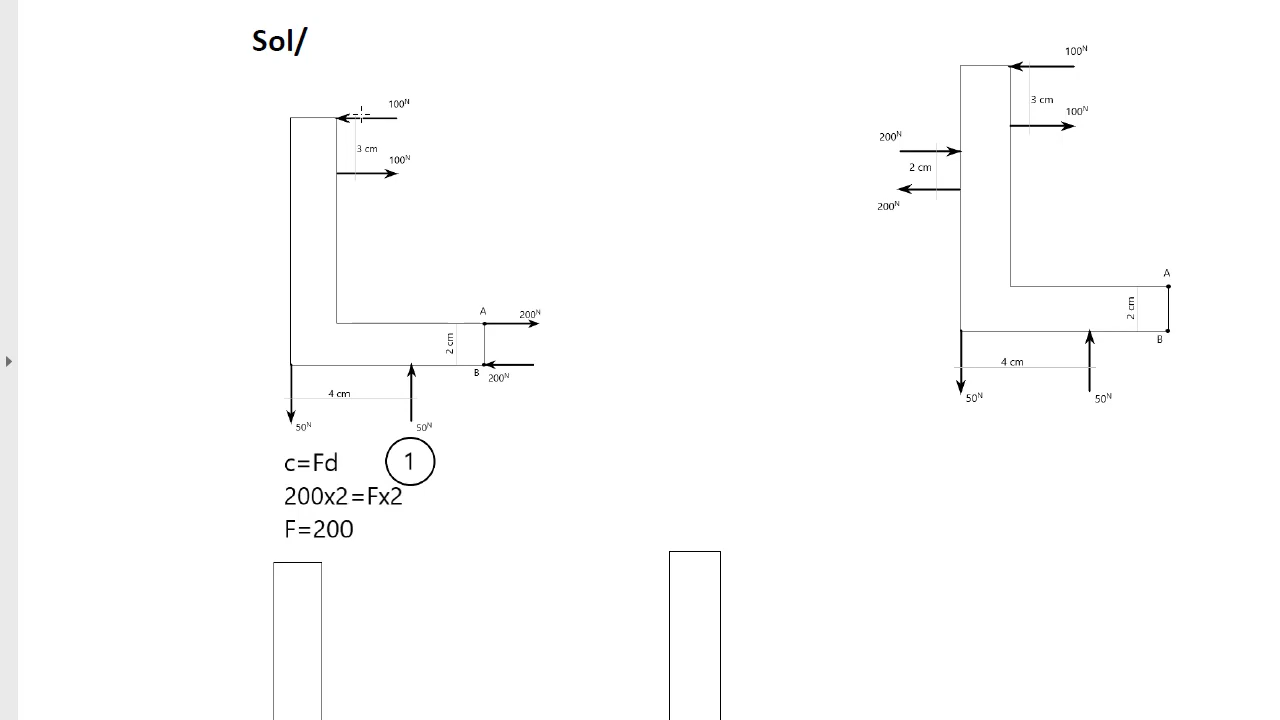 Sol/
100N
3 cm
100N
A
200N
2 cm
B
200N
4 cm
50N
50N
c=Fd
1
200x2=Fx2
F=200
100N
3 cm
100N
200N
2 cm
200N
A
2 cm
B
4 cm
50N
50N